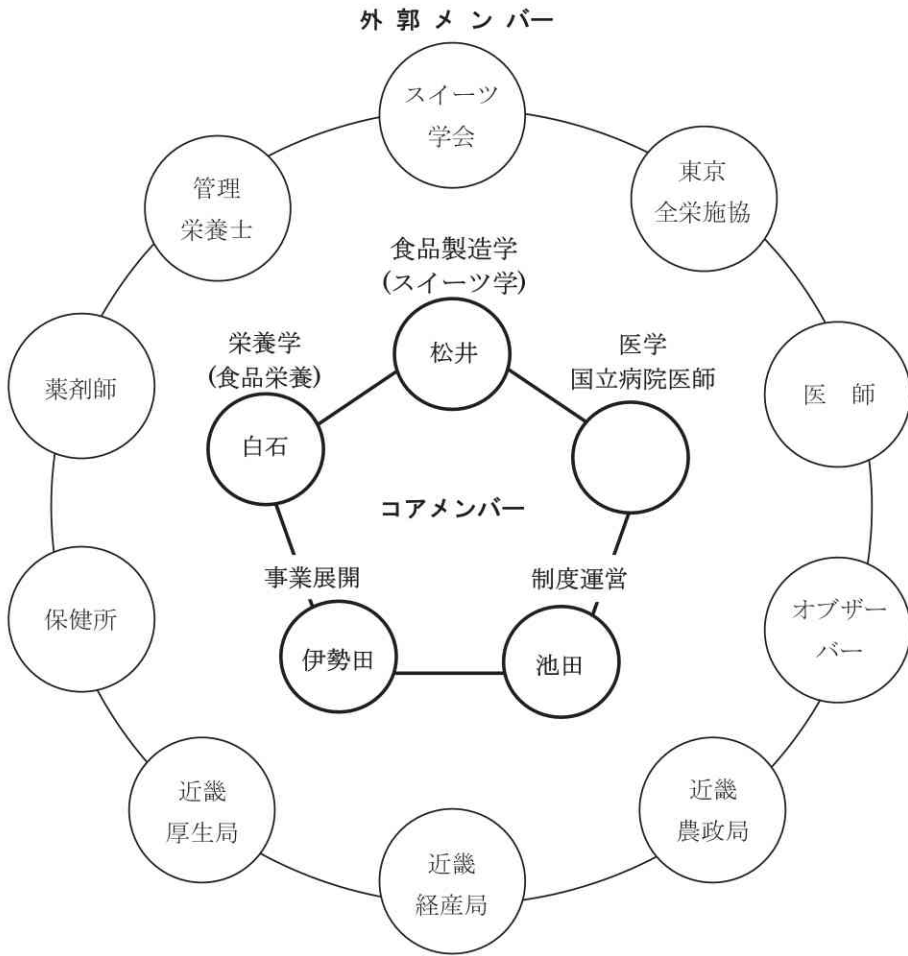 外郭メンバー
スイーツ
学会
東京
全栄施協
医 師
オブザー
バー
近畿
農政局
近畿
経産局
近畿
厚生局
保健所
薬剤師
管理
栄養士
食品製造学
(スイーツ学)
松井
医学
国立病院医師
栄養学
(食品栄養)
白石
コアメンバー
事業展開
伊勢田
制度運営
池田